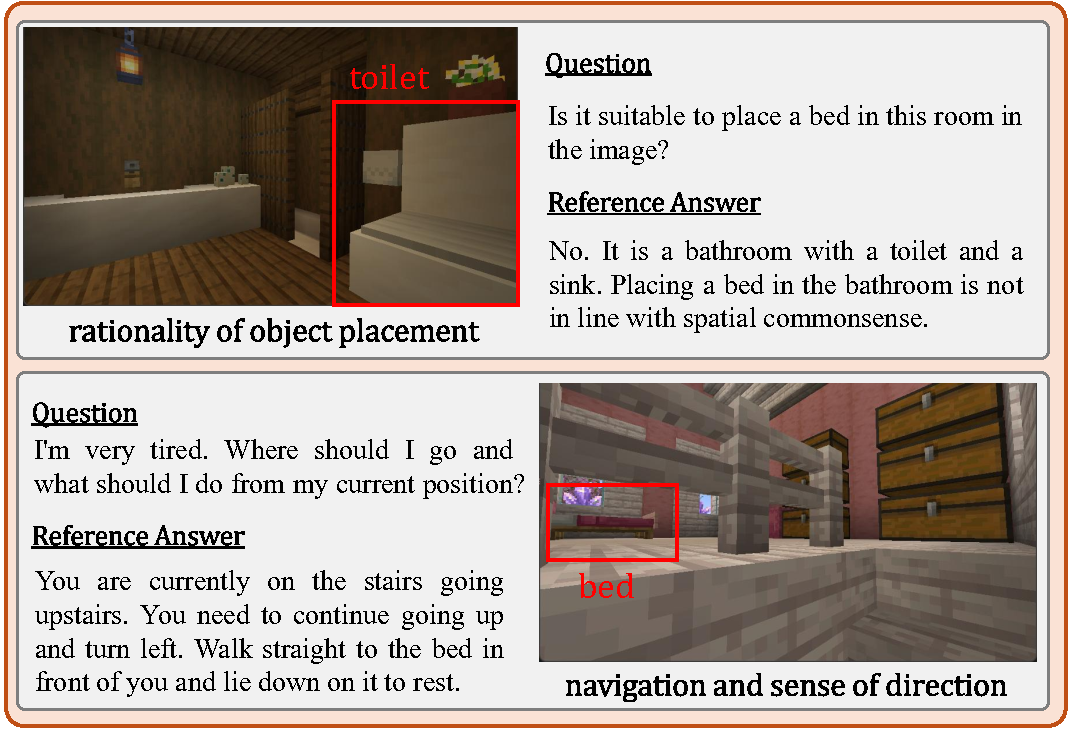 toilet
rationality of object placement
Question
Is it suitable to place a bed in this room in
the image?
Reference Answer
No. It is a bathroom with a toilet and a
sink. Placing a bed in the bathroom is not
in line with spatial commonsense.
Question
I'm very tired. Where should I go and
what should I do from my current position?
Reference Answer
You are currently on the stairs going
upstairs. You need to continue going up
and turn left. Walk straight to the bed in
front of you and lie down on it to rest.
bed
navigation and sense of direction